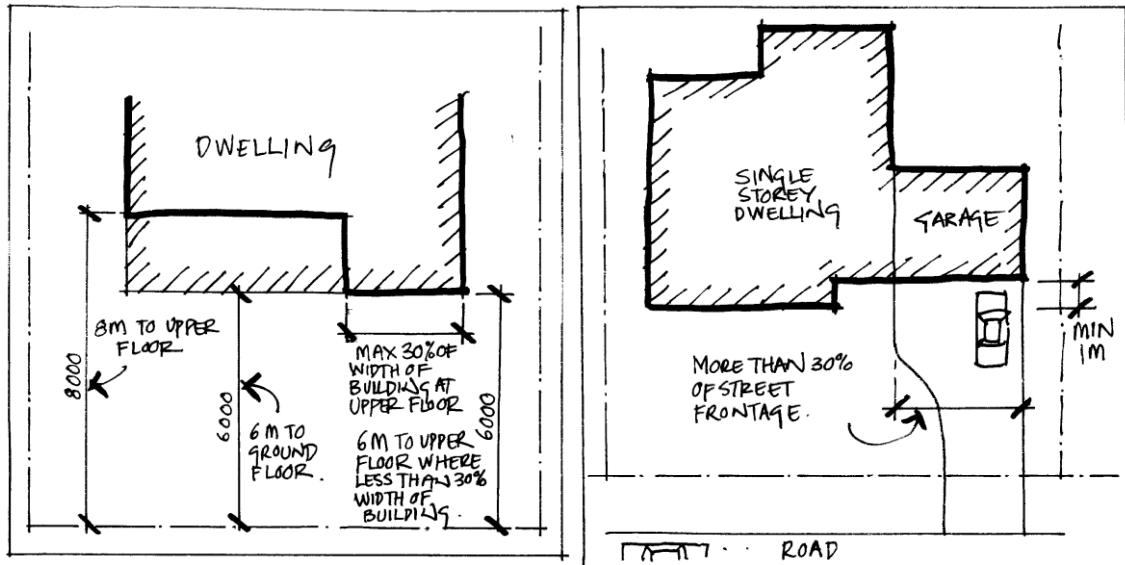 DWELLING
8M TO UPPER
FLOOR
8000
6000
6M TO
GROUND
FLOOR.
MAX 30% OF
WIDTH OF
BUILDING AT
UPPER FLOOR
6M TO UPPER
FLOOR WHERE
LESS THAN 30%
WIDTH OF
BUILDING.
6000
SINGLE
STOREY
DWELLING
GARAGE
MIN
1M
MORE THAN 30%
OF STREET
FRONTAGE.
ROAD